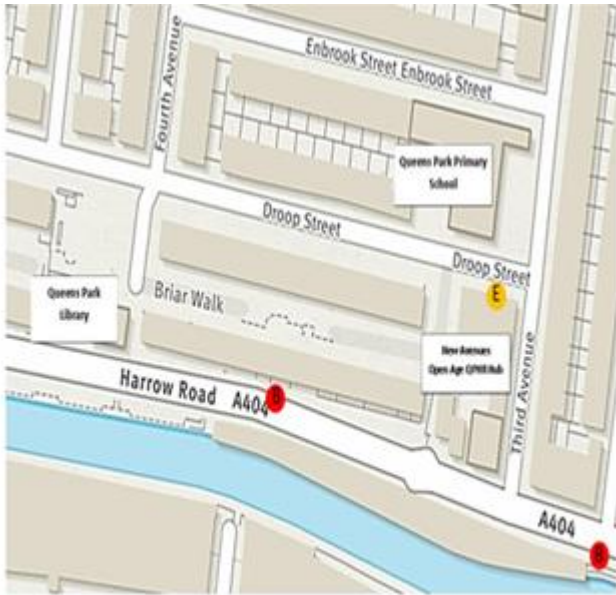 Enbrook Street Enbrook Street
Fourth Avenue
Queens Park Primary
School
Droop Street
Droop Street
E
Queens Park
Library
Briar Walk
New Avenues
Open Age
Hub
Third Avenue
Harrow Road A404
B
A404
B